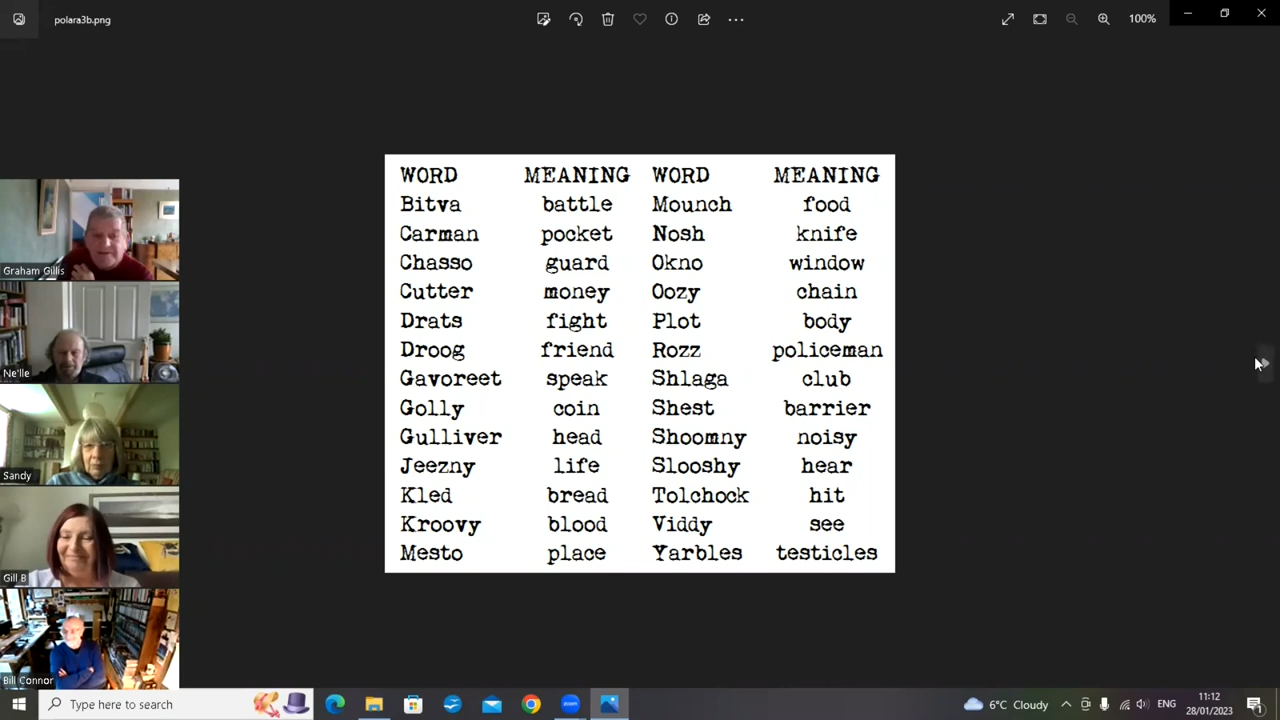 polara3b.png
100%
WORD MEANING WORD MEANING
Bitva battle Mounch food
Carman pocket Nosh knife
Chasso guard Okno window
Cutter money Oozy chain
Drats fight Plot body
Droog friend Rozz policeman
Gavoreet speak Shlaga club
Golly coin Shest barrier
Gulliver head Shoomny noisy
Jeezny life Slooshy hear
Kled bread Tolchock hit
Kroovy blood Viddy see
Mesto place Yarbles testicles
Graham Gillis
Ne'lle
Sandy
Gill B
Bill Connor
Type here to search
zoom
6°C Cloudy
ENG
11:12
28/01/2023
1